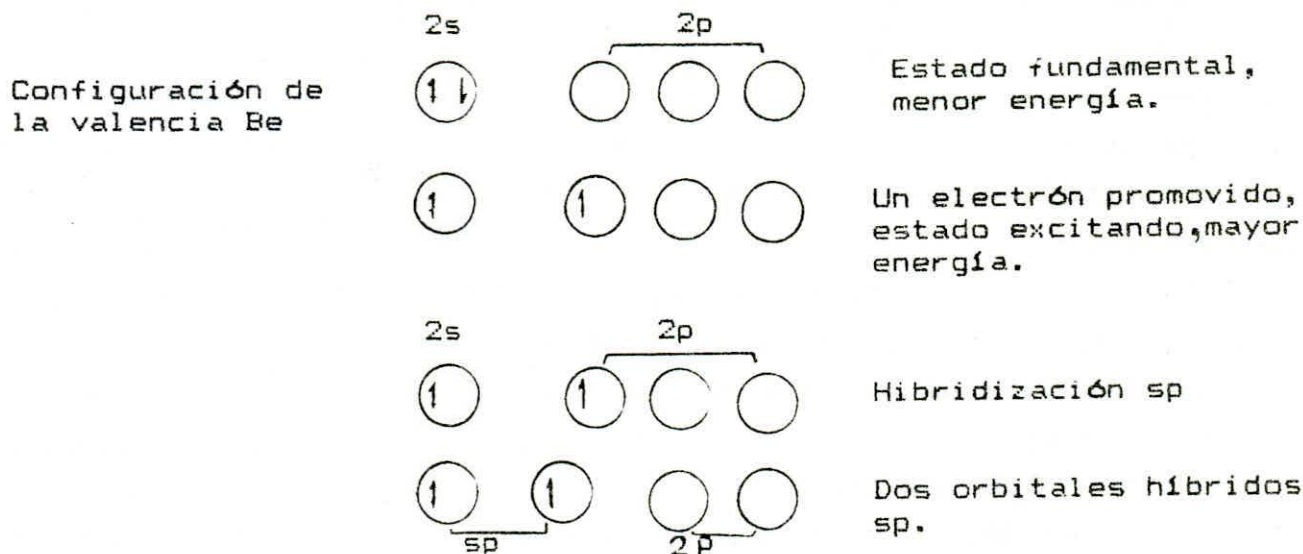 2s 2p
Configuración de
la valencia Be
Estado fundamental,
menor energía.
Un electrón promovido,
estado excitando,mayor
energía.
2s 2p
Hibridización sp
Dos orbitales híbridos
sp.
sp 2p